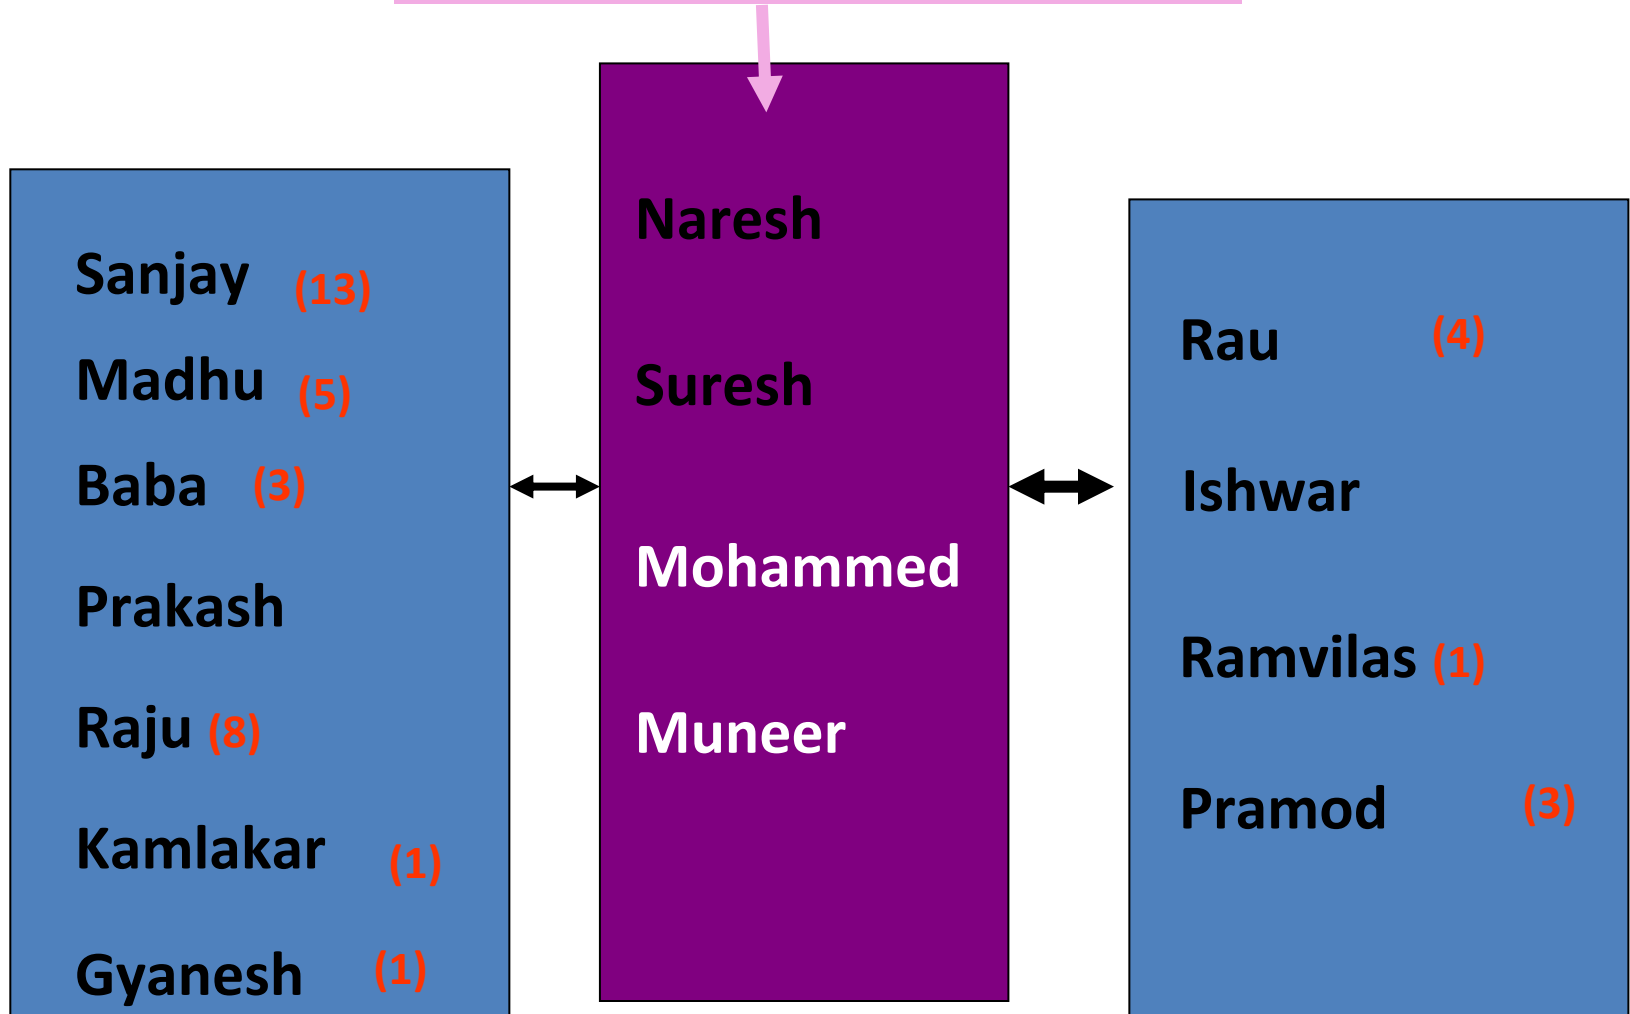 Sanjay (13)
Madhu (5)
Baba (3)
Prakash
Raju (8)
Kamlakar (1)
Gyanesh (1)
Naresh
Suresh
Mohammed
Muneer
Rau (4)
Ishwar
Ramvilas (1)
Pramod (3)